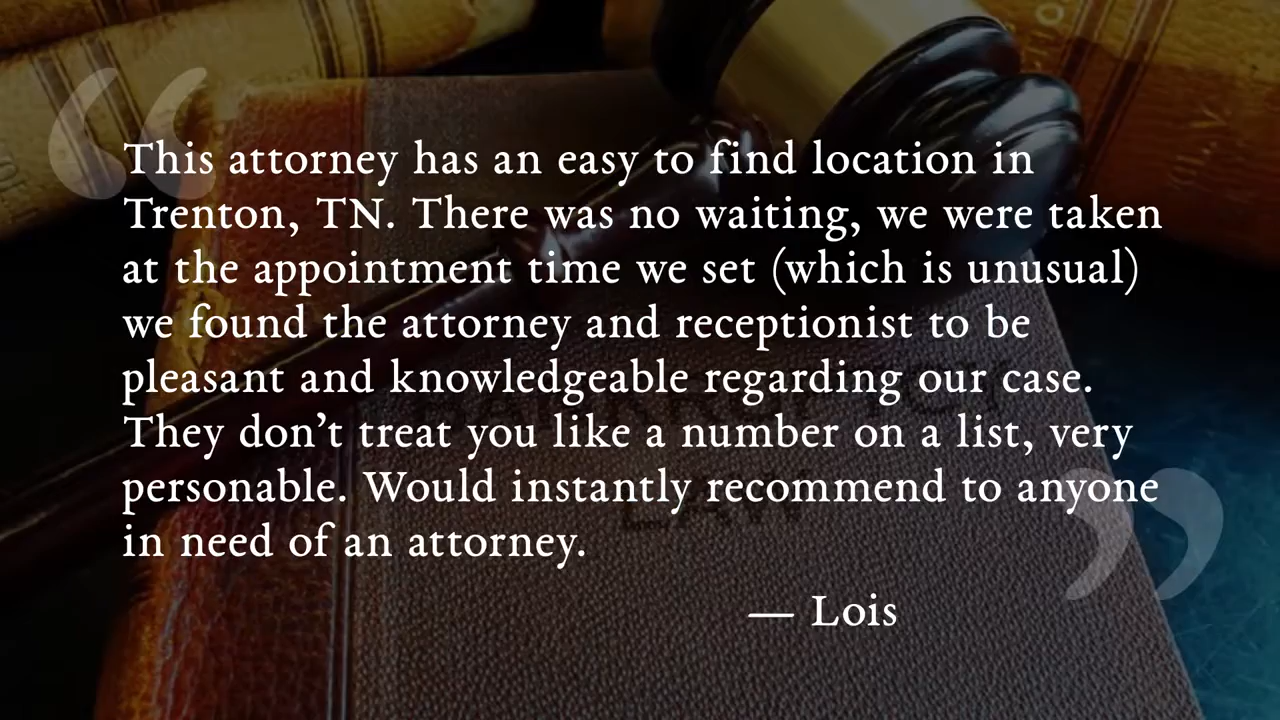 “
This attorney has an easy to find location in
Trenton, TN. There was no waiting, we were taken
at the appointment time we set (which is unusual)
we found the attorney and receptionist to be
pleasant and knowledgeable regarding our case.
They don’t treat you like a number on a list, very
personable. Would instantly recommend to anyone
in need of an attorney.
”
— Lois